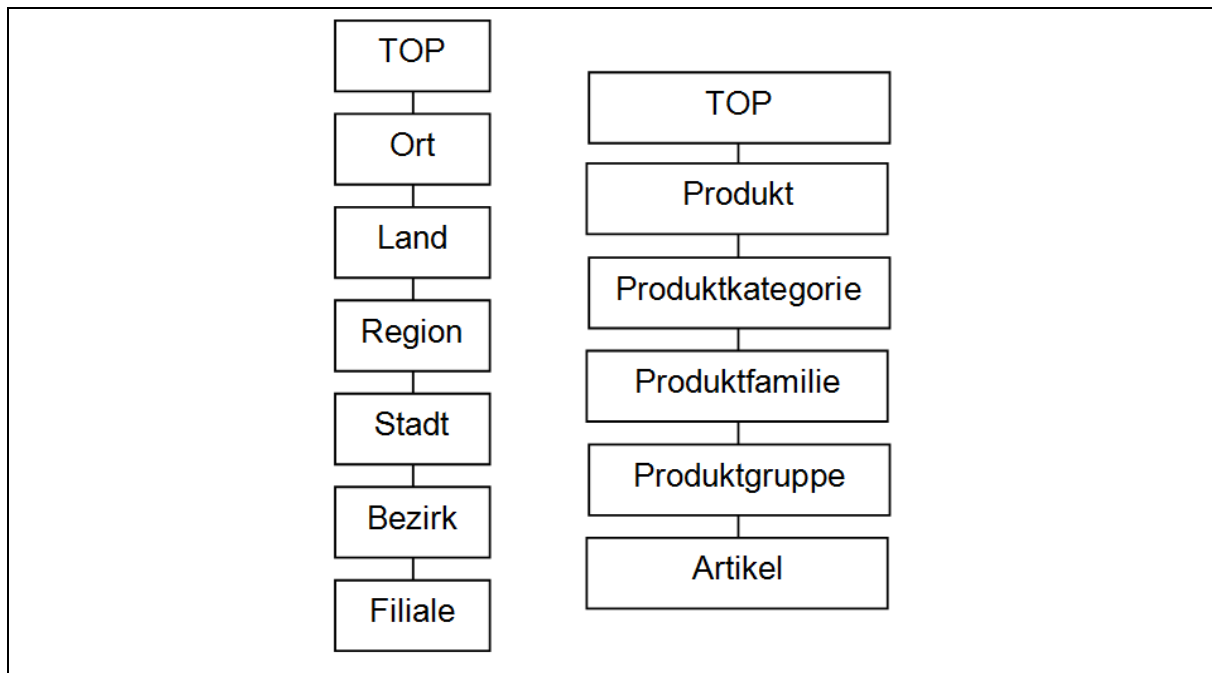 TOP
Ort
Land
Region
Stadt
Bezirk
Filiale
TOP
Produkt
Produktkategorie
Produktfamilie
Produktgruppe
Artikel